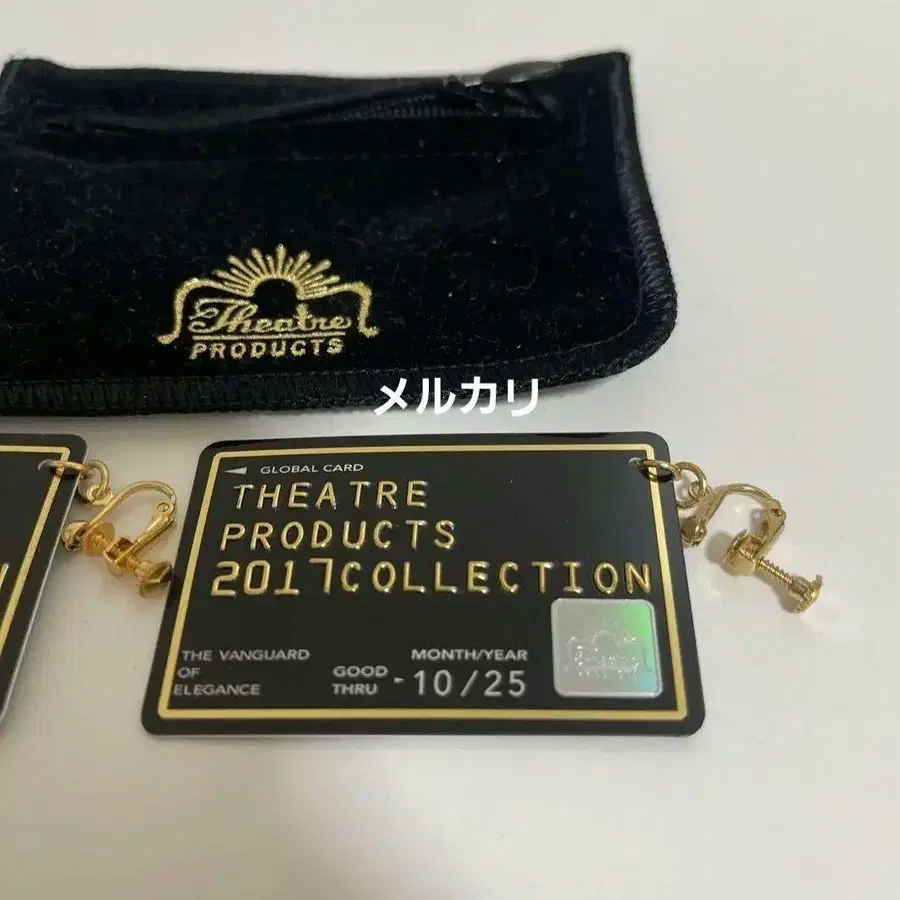 Theatre
PRODUCTS
メルカリ
GLOBAL CARD
THEATRE
PRODUCTS
2017COLLECTION
THE VANGUARD
OF
ELEGANCE
MONTH/YEAR
GOOD
THRU
-10/25